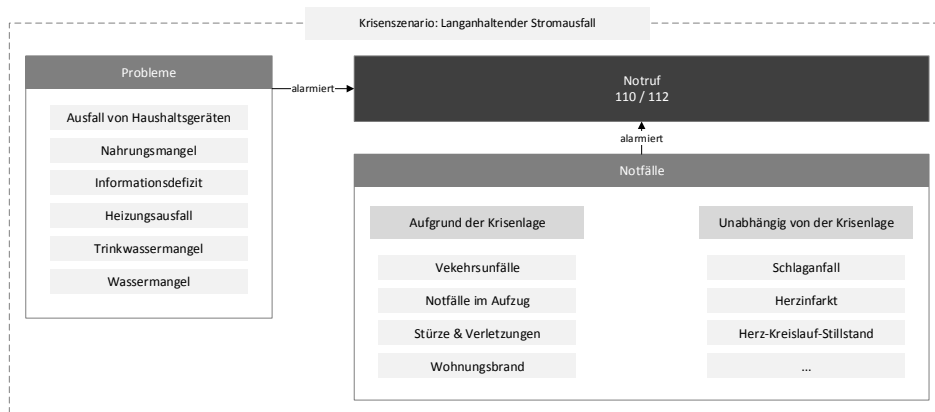 Krisenszenario: Langanhaltender Stromausfall
Probleme
Ausfall von Haushaltsgeräten
Nahrungsmangel
Informationsdefizit
Heizungsausfall
Trinkwassermangel
Wassermangel
alarmiert
Notruf
110 / 112
alarmiert
Notfälle
Aufgrund der Krisenlage
Vekehrsunfälle
Notfälle im Aufzug
Stürze & Verletzungen
Wohnungsbrand
Unabhängig von der Krisenlage
Schlaganfall
Herzinfarkt
Herz-Kreislauf-Stillstand
...